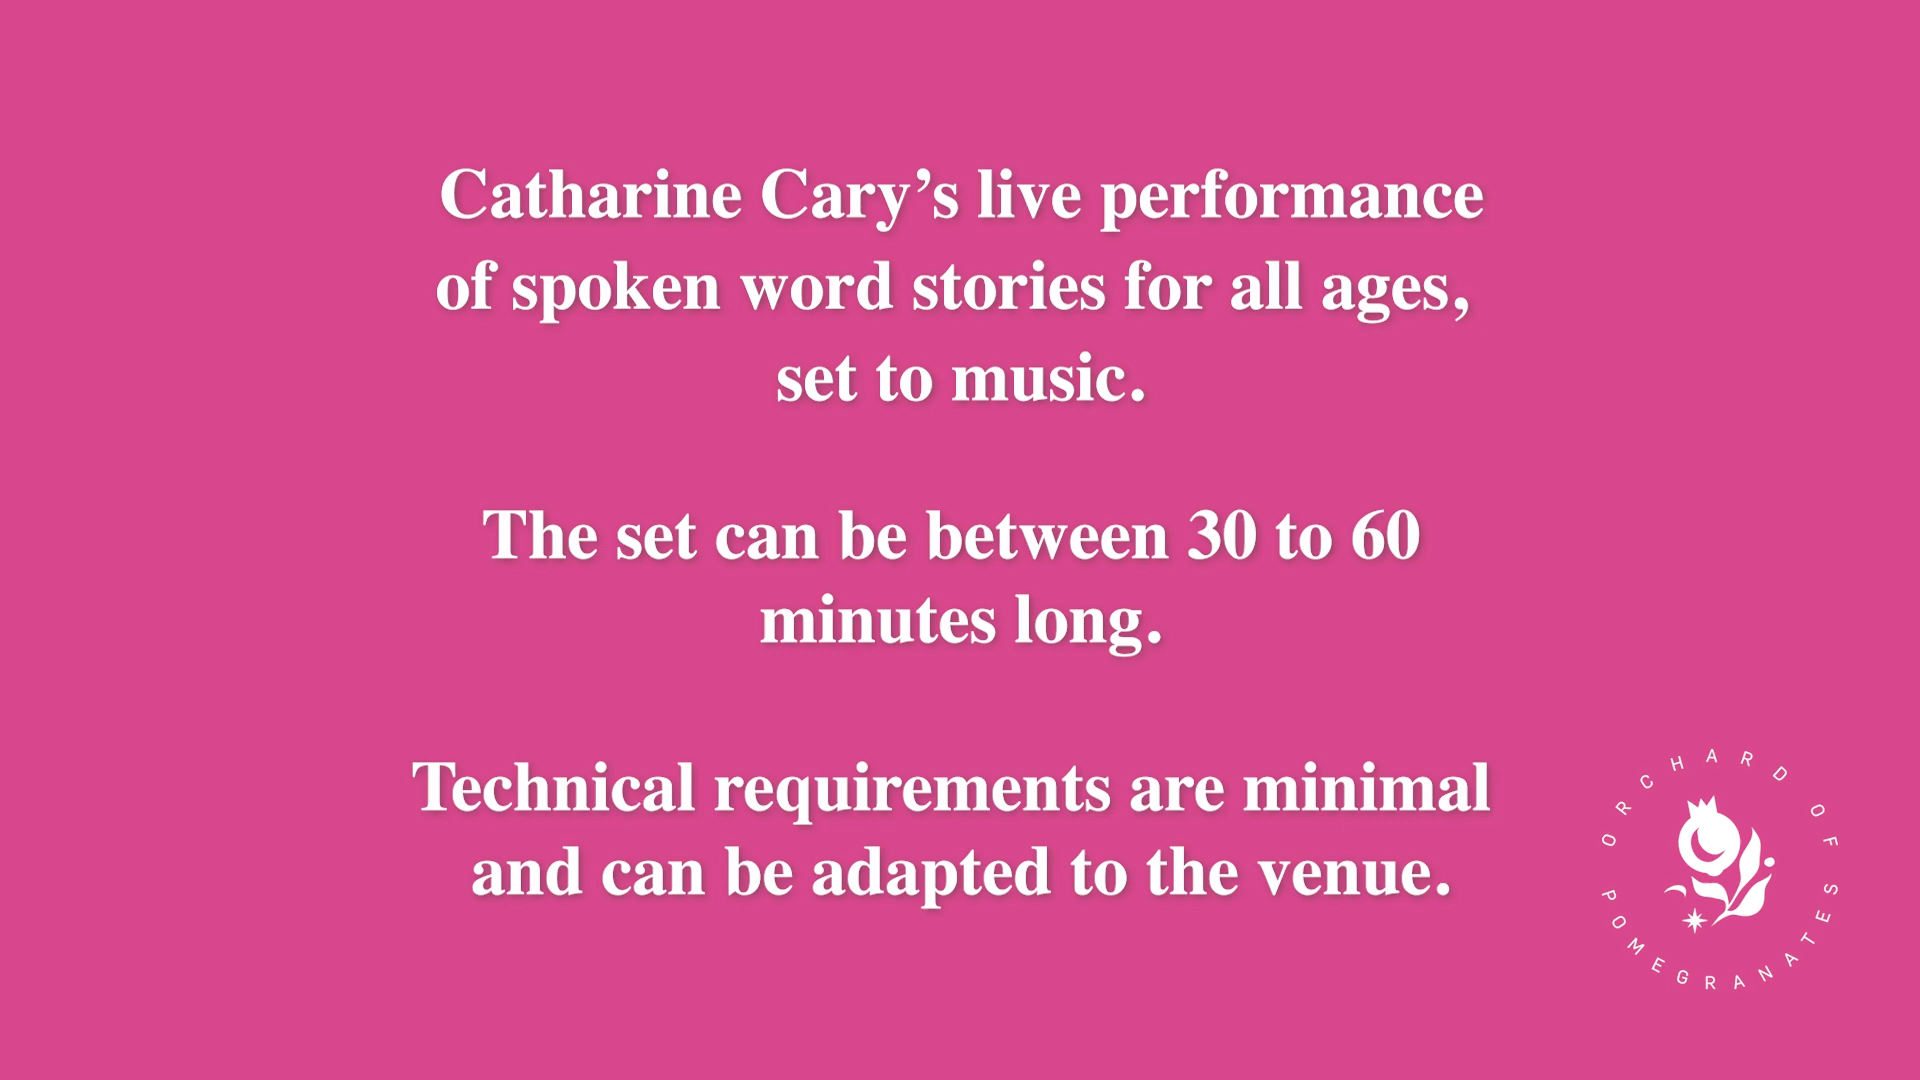 Catharine Cary’s live performance
of spoken word stories for all ages,
set to music.
The set can be between 30 to 60
minutes long.
Technical requirements are minimal
and can be adapted to the venue.
ORCHARD OF
POMEGRANATES